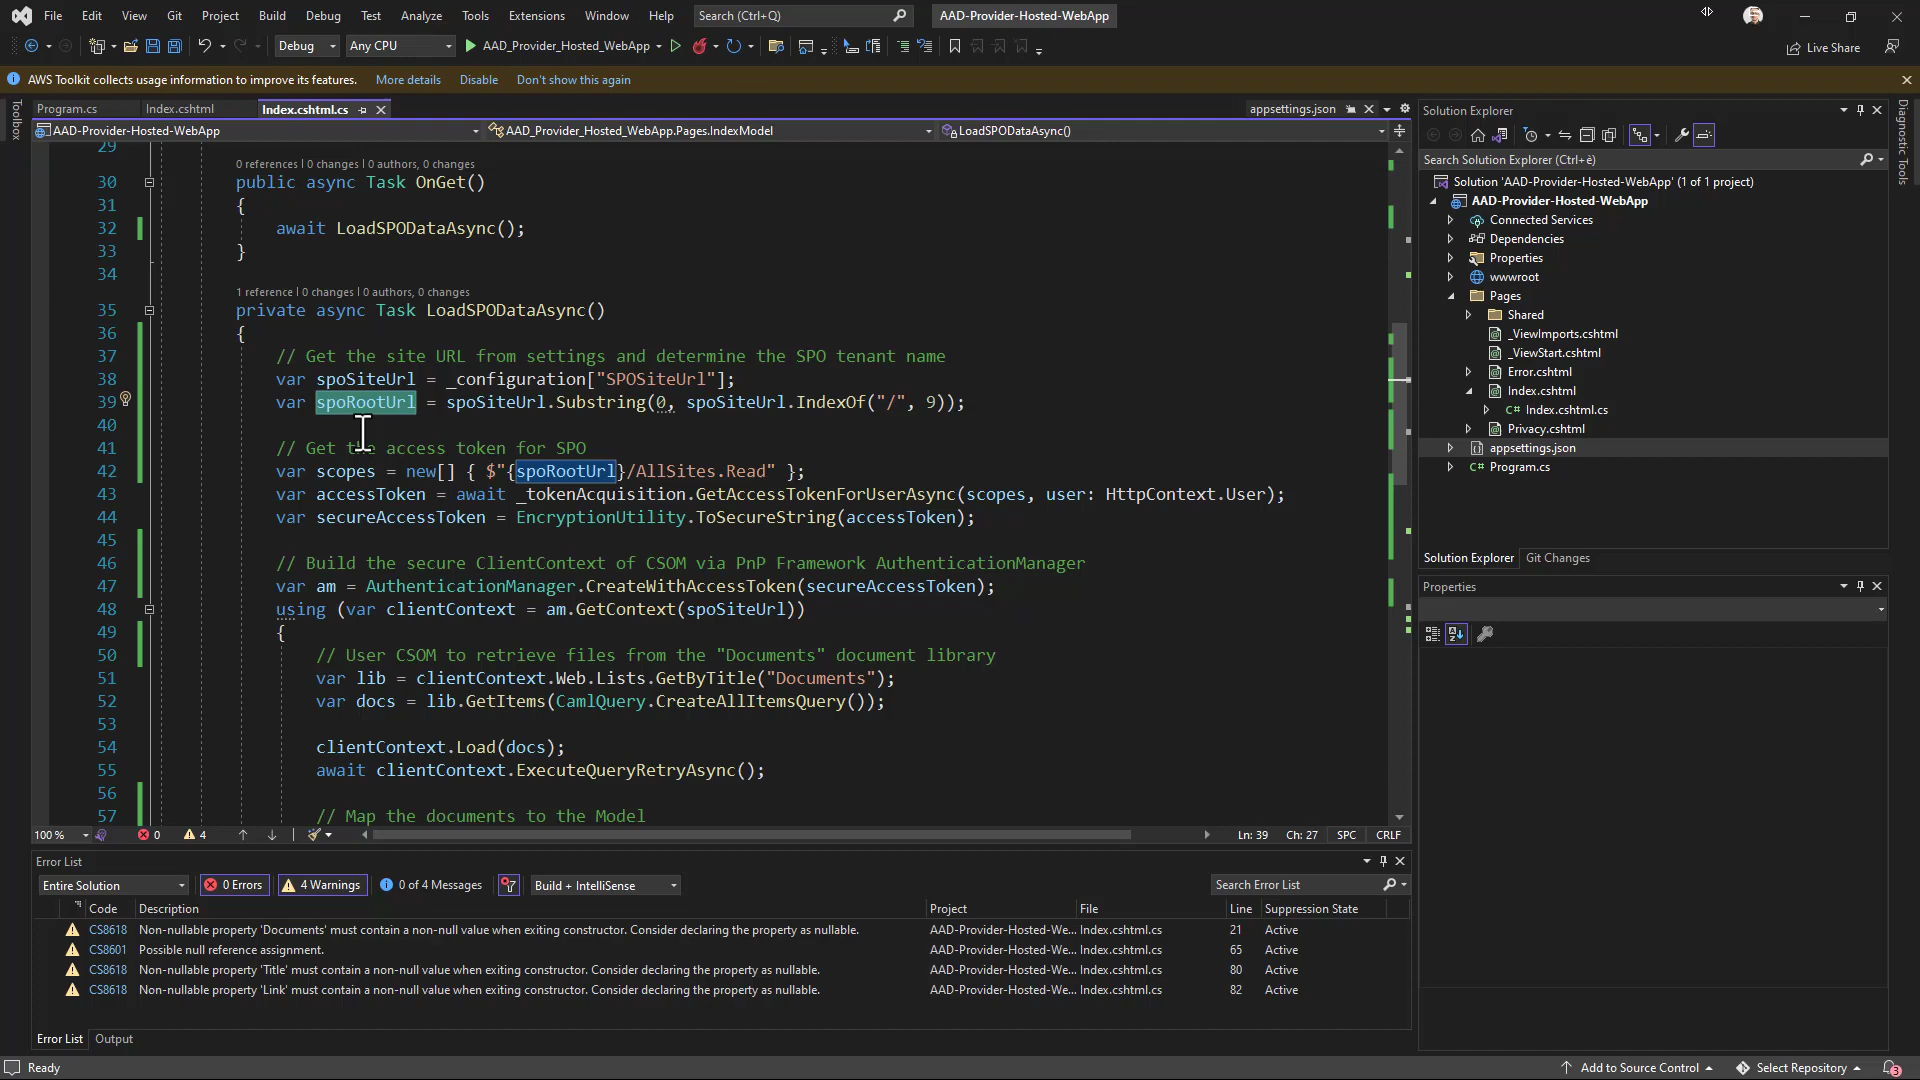 File Edit View Git Project Build Debug Test Analyze Tools Extensions Window Help Search (Ctrl+Q) AAD-Provider-Hosted-WebApp
Debug Any CPU AAD_Provider_Hosted_WebApp Live Share
AWS Toolkit collects usage information to improve its features. More details Disable Don't show this again
Toolbox
Program.cs Index.cshtml Index.cshtml.cs appsettings.json
AAD-Provider-Hosted-WebApp AAD_Provider_Hosted_WebApp.Pages.IndexModel LoadSPODataAsync()
29
0 references | 0 changes | 0 authors, 0 changes
30 public async Task OnGet()
31 {
32 await LoadSPODataAsync();
33 }
34
1 reference | 0 changes | 0 authors, 0 changes
35 private async Task LoadSPODataAsync()
36 {
37 // Get the site URL from settings and determine the SPO tenant name
38 var spoSiteUrl = _configuration["SPOSiteUrl"];
39 var spoRootUrl = spoSiteUrl.Substring(0, spoSiteUrl.IndexOf("/", 9));
40
41 // Get the access token for SPO
42 var scopes = new[] { $"{spoRootUrl}/AllSites.Read" };
43 var accessToken = await _tokenAcquisition.GetAccessTokenForUserAsync(scopes, user: HttpContext.User);
44 var secureAccessToken = EncryptionUtility.ToSecureString(accessToken);
45
46 // Build the secure ClientContext of CSOM via PnP Framework AuthenticationManager
47 var am = AuthenticationManager.CreateWithAccessToken(secureAccessToken);
48 using (var clientContext = am.GetContext(spoSiteUrl))
49 {
50 // User CSOM to retrieve files from the "Documents" document library
51 var lib = clientContext.Web.Lists.GetByTitle("Documents");
52 var docs = lib.GetItems(CamlQuery.CreateAllItemsQuery());
53
54 clientContext.Load(docs);
55 await clientContext.ExecuteQueryRetryAsync();
56
57 // Map the documents to the Model
100 % 0 4 Ln: 39 Ch: 27 SPC CRLF
Error List
Entire Solution 0 Errors 4 Warnings 0 of 4 Messages Build + IntelliSense Search Error List
Code Description Project File Line Suppression State
CS8618 Non-nullable property 'Documents' must contain a non-null value when exiting constructor. Consider declaring the property as nullable. AAD-Provider-Hosted-We... Index.cshtml.cs 21 Active
CS8601 Possible null reference assignment. AAD-Provider-Hosted-We... Index.cshtml.cs 65 Active
CS8618 Non-nullable property 'Title' must contain a non-null value when exiting constructor. Consider declaring the property as nullable. AAD-Provider-Hosted-We... Index.cshtml.cs 80 Active
CS8618 Non-nullable property 'Link' must contain a non-null value when exiting constructor. Consider declaring the property as nullable. AAD-Provider-Hosted-We... Index.cshtml.cs 82 Active
Error List Output
Solution Explorer
Search Solution Explorer (Ctrl+è)
Solution 'AAD-Provider-Hosted-WebApp' (1 of 1 project)
AAD-Provider-Hosted-WebApp
Connected Services
Dependencies
Properties
wwwroot
Pages
Shared
_ViewImports.cshtml
_ViewStart.cshtml
Error.cshtml
Index.cshtml
C# Index.cshtml.cs
Privacy.cshtml
appsettings.json
C# Program.cs
Solution Explorer Git Changes
Properties
Diagnostic Tools
Ready Add to Source Control Select Repository 3